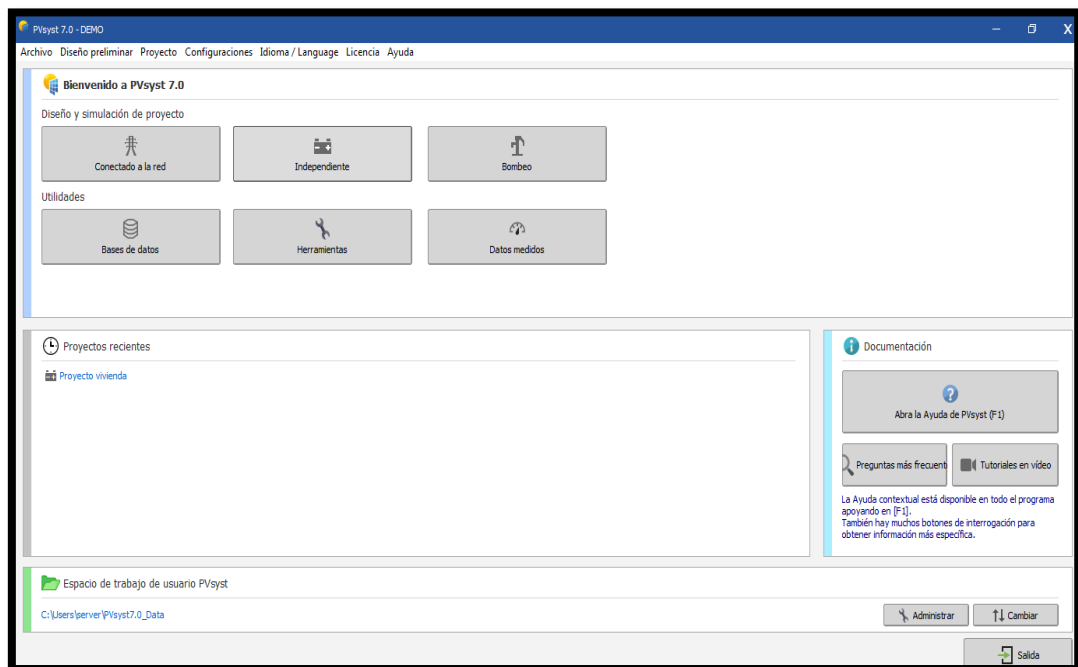 PVsyst 7.0 - DEMO
Archivo Diseño preliminar Proyecto Configuraciones Idioma / Language Licencia Ayuda
Bienvenido a PVsyst 7.0
Diseño y simulación de proyecto
Conectado a la red
Independiente
Bombeo
Utilidades
Bases de datos
Herramientas
Datos medidos
Proyectos recientes
Proyecto vivienda
Documentación
Abra la Ayuda de PVsyst (F1)
Preguntas más frecuent
Tutoriales en vídeo
La Ayuda contextual está disponible en todo el programa
apoyando en [F1].
También hay muchos botones de interrogación para
obtener información más específica.
Espacio de trabajo de usuario PVsyst
C:\Users\server\PVsyst7.0_Data
Administrar
Cambiar
Salida